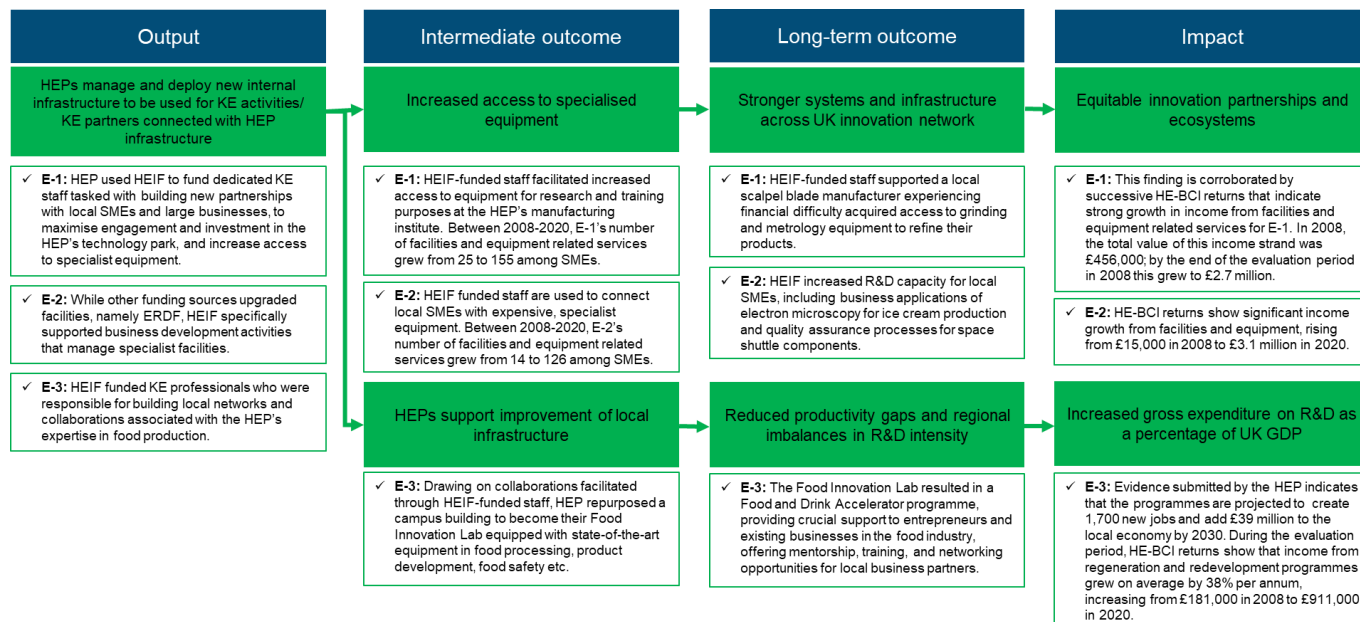 Output
HEPs manage and deploy new internal
infrastructure to be used for KE activities/
KE partners connected with HEP
infrastructure
✓ E-1: HEP used HEIF to fund dedicated KE
staff tasked with building new partnerships
with local SMEs and large businesses, to
maximise engagement and investment in the
HEP's technology park, and increase access
to specialist equipment.
✓ E-2: While other funding sources upgraded
facilities, namely ERDF, HEIF specifically
supported business development activities
that manage specialist facilities.
✓ E-3: HEIF funded KE professionals who were
responsible for building local networks and
collaborations associated with the HEP's
expertise in food production.
Intermediate outcome
Increased access to specialised
equipment
✓ E-1: HEIF-funded staff facilitated increased
access to equipment for research and training
purposes at the HEP's manufacturing
institute. Between 2008-2020, E-1's number
of facilities and equipment related services
grew from 25 to 155 among SMEs.
✓ E-2: HEIF funded staff are used to connect
local SMEs with expensive, specialist
equipment. Between 2008-2020, E-2's
number of facilities and equipment related
services grew from 14 to 126 among SMEs.
HEPs support improvement of local
infrastructure
✓ E-3: Drawing on collaborations facilitated
through HEIF-funded staff, HEP repurposed a
campus building to become their Food
Innovation Lab equipped with state-of-the-art
equipment in food processing, product
development, food safety etc.
Long-term outcome
Stronger systems and infrastructure
across UK innovation network
✓ E-1: HEIF-funded staff supported a local
scalpel blade manufacturer experiencing
financial difficulty acquired access to grinding
and metrology equipment to refine their
products.
✓ E-2: HEIF increased R&D capacity for local
SMEs, including business applications of
electron microscopy for ice cream production
and quality assurance processes for space
shuttle components.
Reduced productivity gaps and regional
imbalances in R&D intensity
✓ E-3: The Food Innovation Lab resulted in a
Food and Drink Accelerator programme,
providing crucial support to entrepreneurs and
existing businesses in the food industry,
offering mentorship, training, and networking
opportunities for local business partners.
Impact
Equitable innovation partnerships and
ecosystems
✓ E-1: This finding is corroborated by
successive HE-BCI returns that indicate
strong growth in income from facilities and
equipment related services for E-1. In 2008,
the total value of this income strand was
£456,000; by the end of the evaluation period
in 2008 this grew to £2.7 million.
✓ E-2: HE-BCI returns show significant income
growth from facilities and equipment, rising
from £15,000 in 2008 to £3.1 million in 2020.
Increased gross expenditure on R&D as
a percentage of UK GDP
✓ E-3: Evidence submitted by the HEP indicates
that the programmes are projected to create
1,700 new jobs and add £39 million to the
local economy by 2030. During the evaluation
period, HE-BCI returns show that income from
regeneration and redevelopment programmes
grew on average by 38% per annum,
increasing from £181,000 in 2008 to £911,000
in 2020.